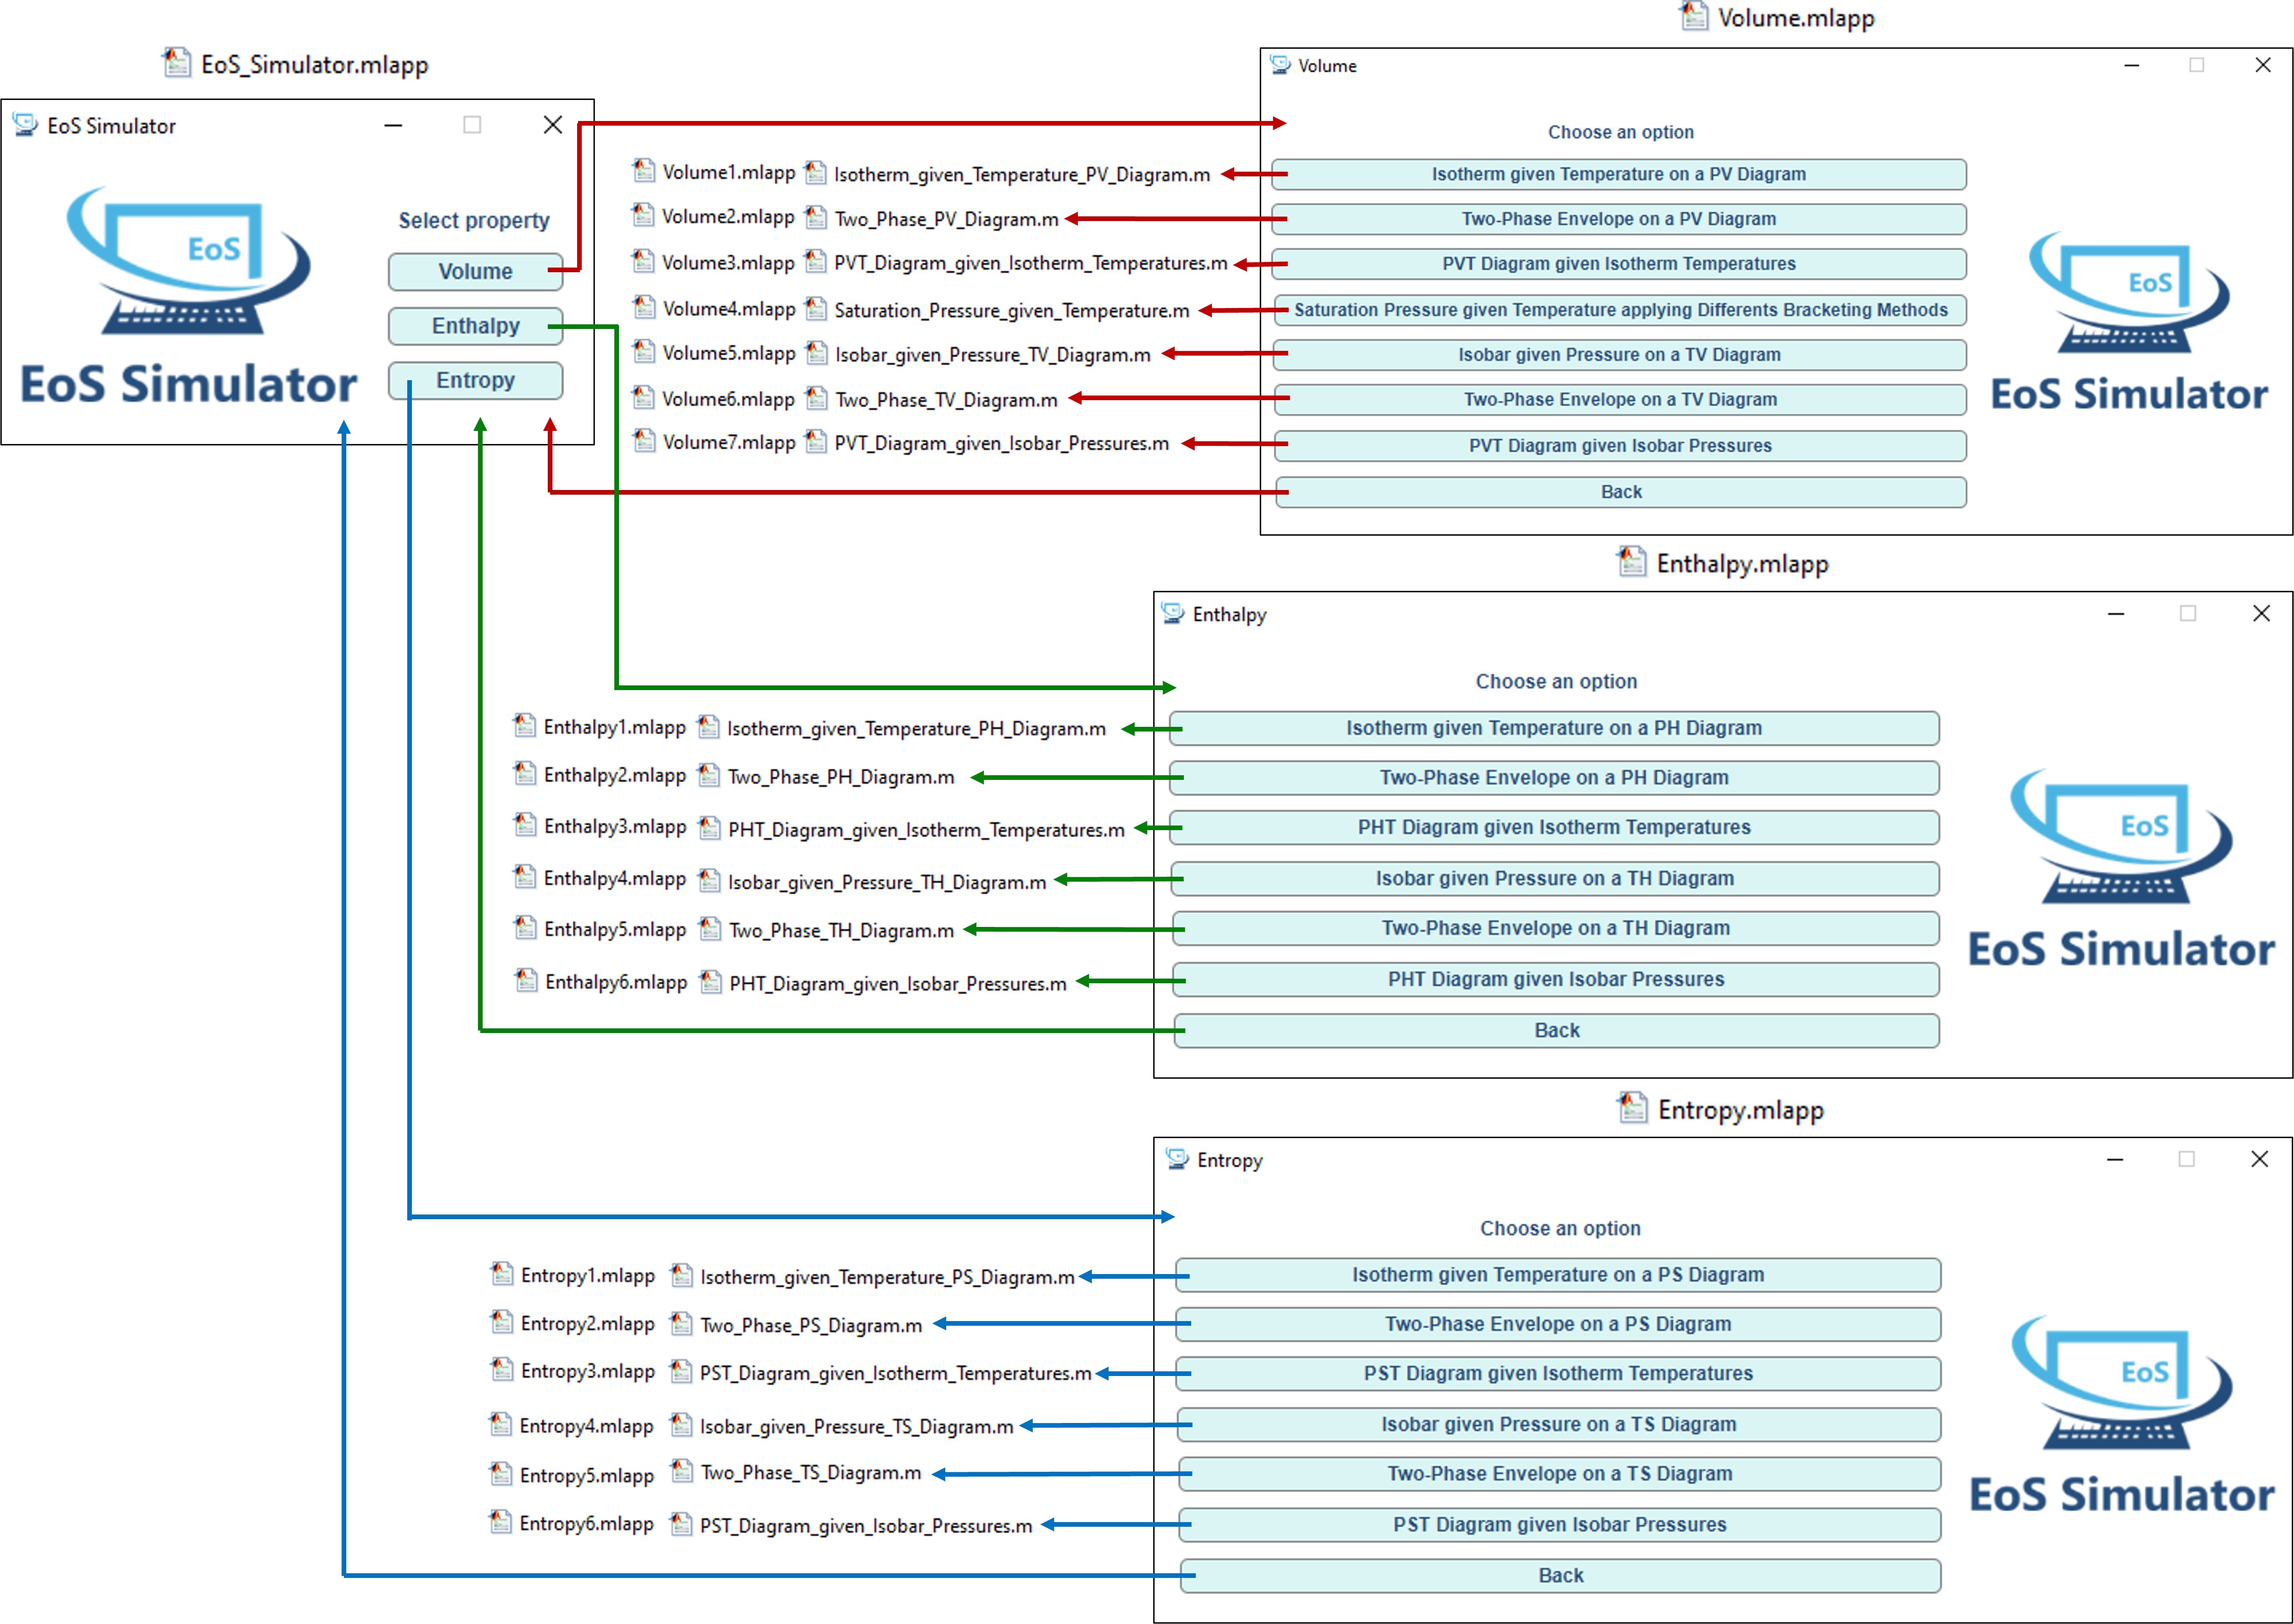 EoS_Simulator.mlapp
EoS Simulator
EoS
EoS Simulator
Select property
Volume
Enthalpy
Entropy
Volume.mlapp
Volume
Choose an option
Volume1.mlapp Isotherm_given_Temperature_PV_Diagram.m Isotherm given Temperature on a PV Diagram
Volume2.mlapp Two_Phase_PV_Diagram.m Two-Phase Envelope on a PV Diagram
Volume3.mlapp PVT_Diagram_given_Isotherm_Temperatures.m PVT Diagram given Isotherm Temperatures
Volume4.mlapp Saturation_Pressure_given_Temperature.m Saturation Pressure given Temperature applying Differents Bracketing Methods
Volume5.mlapp Isobar_given_Pressure_TV_Diagram.m Isobar given Pressure on a TV Diagram
Volume6.mlapp Two_Phase_TV_Diagram.m Two-Phase Envelope on a TV Diagram
Volume7.mlapp PVT_Diagram_given_Isobar_Pressures.m PVT Diagram given Isobar Pressures
Back
EoS
EoS Simulator
Enthalpy.mlapp
Enthalpy
Choose an option
Enthalpy1.mlapp Isotherm_given_Temperature_PH_Diagram.m Isotherm given Temperature on a PH Diagram
Enthalpy2.mlapp Two_Phase_PH_Diagram.m Two-Phase Envelope on a PH Diagram
Enthalpy3.mlapp PHT_Diagram_given_Isotherm_Temperatures.m PHT Diagram given Isotherm Temperatures
Enthalpy4.mlapp Isobar_given_Pressure_TH_Diagram.m Isobar given Pressure on a TH Diagram
Enthalpy5.mlapp Two_Phase_TH_Diagram.m Two-Phase Envelope on a TH Diagram
Enthalpy6.mlapp PHT_Diagram_given_Isobar_Pressures.m PHT Diagram given Isobar Pressures
Back
EoS
EoS Simulator
Entropy.mlapp
Entropy
Choose an option
Entropy1.mlapp Isotherm_given_Temperature_PS_Diagram.m Isotherm given Temperature on a PS Diagram
Entropy2.mlapp Two_Phase_PS_Diagram.m Two-Phase Envelope on a PS Diagram
Entropy3.mlapp PST_Diagram_given_Isotherm_Temperatures.m PST Diagram given Isotherm Temperatures
Entropy4.mlapp Isobar_given_Pressure_TS_Diagram.m Isobar given Pressure on a TS Diagram
Entropy5.mlapp Two_Phase_TS_Diagram.m Two-Phase Envelope on a TS Diagram
Entropy6.mlapp PST_Diagram_given_Isobar_Pressures.m PST Diagram given Isobar Pressures
Back
EoS
EoS Simulator